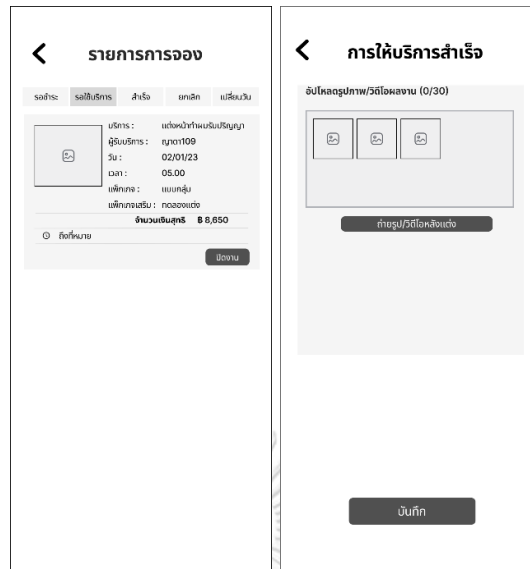 รายการการจอง
รอชำระ รอใช้บริการ สำเร็จ ยกเลิก เปลี่ยนวัน
บริการ : แต่งหน้าทำผมรับปริญญา
ผู้รับบริการ : ญาดา109
วัน : 02/01/23
เวลา : 05.00
แพ็กเกจ : แบบกลุ่ม
แพ็กเกจเสริม : ทดลองแต่ง
จำนวนเงินสุทธิ ฿ 8,650
ถึงที่หมาย
ปิดงาน
การให้บริการสำเร็จ
อัปโหลดรูปภาพ/วิดีโอผลงาน (0/30)
ถ่ายรูป/วิดีโอหลังแต่ง
บันทึก